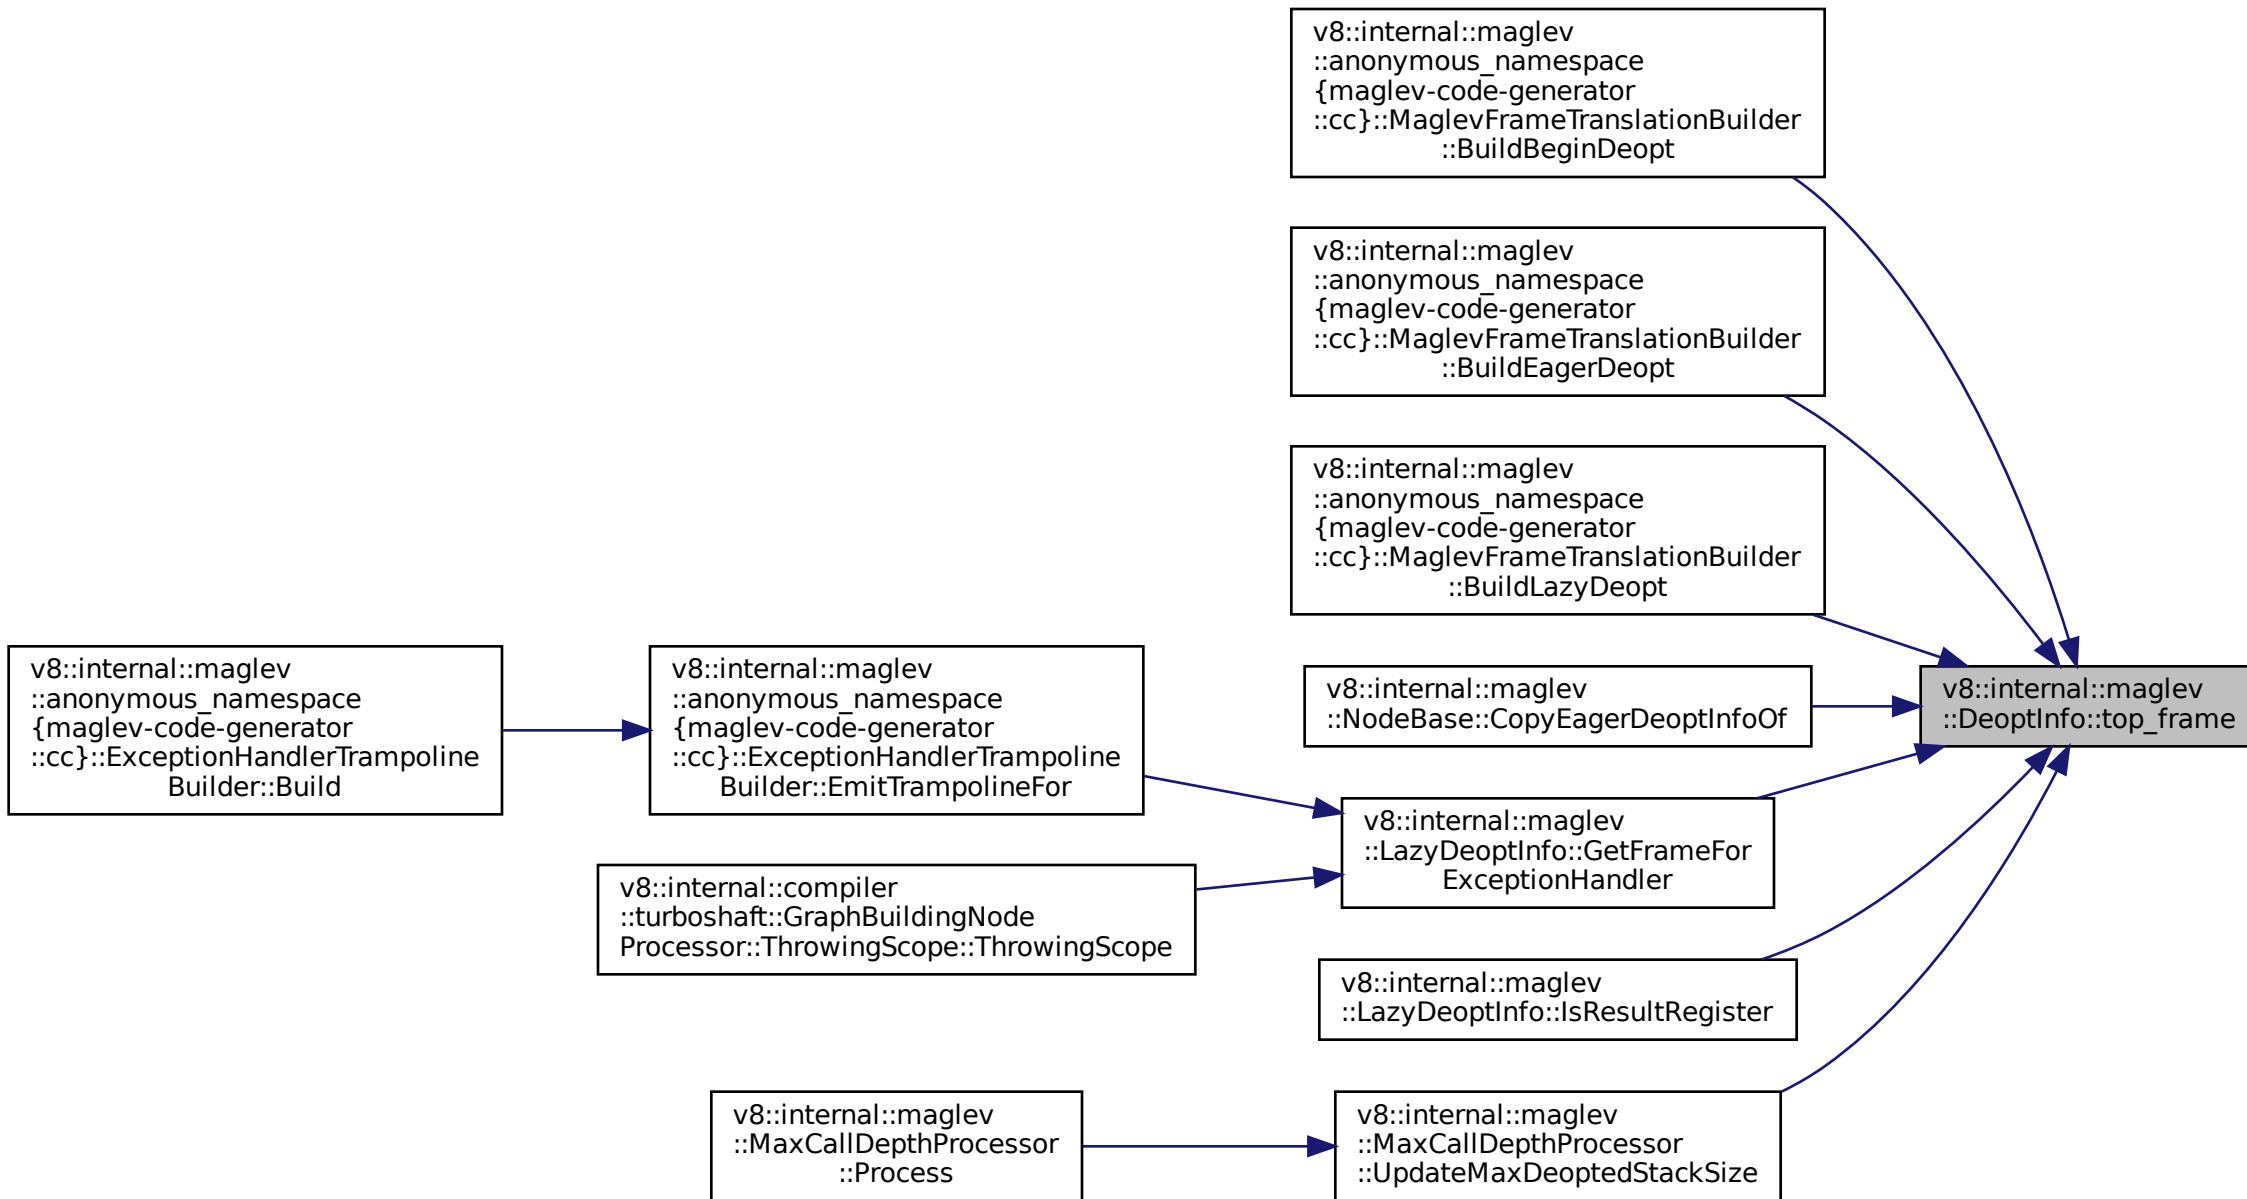 v8::internal::maglev
::anonymous_namespace
{maglev-code-generator
::cc}::MaglevFrameTranslationBuilder
::BuildBeginDeopt
v8::internal::maglev
::anonymous_namespace
{maglev-code-generator
::cc}::MaglevFrameTranslationBuilder
::BuildEagerDeopt
v8::internal::maglev
::anonymous_namespace
{maglev-code-generator
::cc}::MaglevFrameTranslationBuilder
::BuildLazyDeopt
v8::internal::maglev
::anonymous_namespace
{maglev-code-generator
::cc}::ExceptionHandlerTrampoline
Builder::Build
v8::internal::maglev
::anonymous_namespace
{maglev-code-generator
::cc}::ExceptionHandlerTrampoline
Builder::EmitTrampolineFor
v8::internal::maglev
::NodeBase::CopyEagerDeoptInfoOf
v8::internal::maglev
::DeoptInfo::top_frame
v8::internal::maglev
::LazyDeoptInfo::GetFrameFor
ExceptionHandler
v8::internal::compiler
::turboshaft::GraphBuildingNode
Processor::ThrowingScope::ThrowingScope
v8::internal::maglev
::LazyDeoptInfo::IsResultRegister
v8::internal::maglev
::MaxCallDepthProcessor
::Process
v8::internal::maglev
::MaxCallDepthProcessor
::UpdateMaxDeoptedStackSize